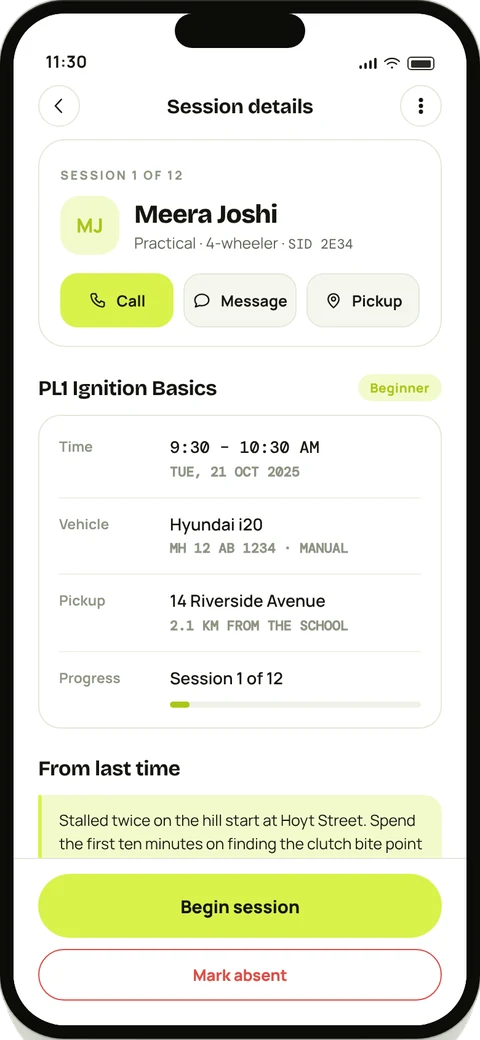 11:30
Session details
SESSION 1 OF 12
MJ
Meera Joshi
Practical · 4-wheeler · SID 2E34
Call
Message
Pickup
PL1 Ignition Basics
Beginner
Time
9:30 – 10:30 AM
TUE, 21 OCT 2025
Vehicle
Hyundai i20
MH 12 AB 1234 · MANUAL
Pickup
14 Riverside Avenue
2.1 KM FROM THE SCHOOL
Progress
Session 1 of 12
From last time
Stalled twice on the hill start at Hoyt Street. Spend
the first ten minutes on finding the clutch bite point
Begin session
Mark absent